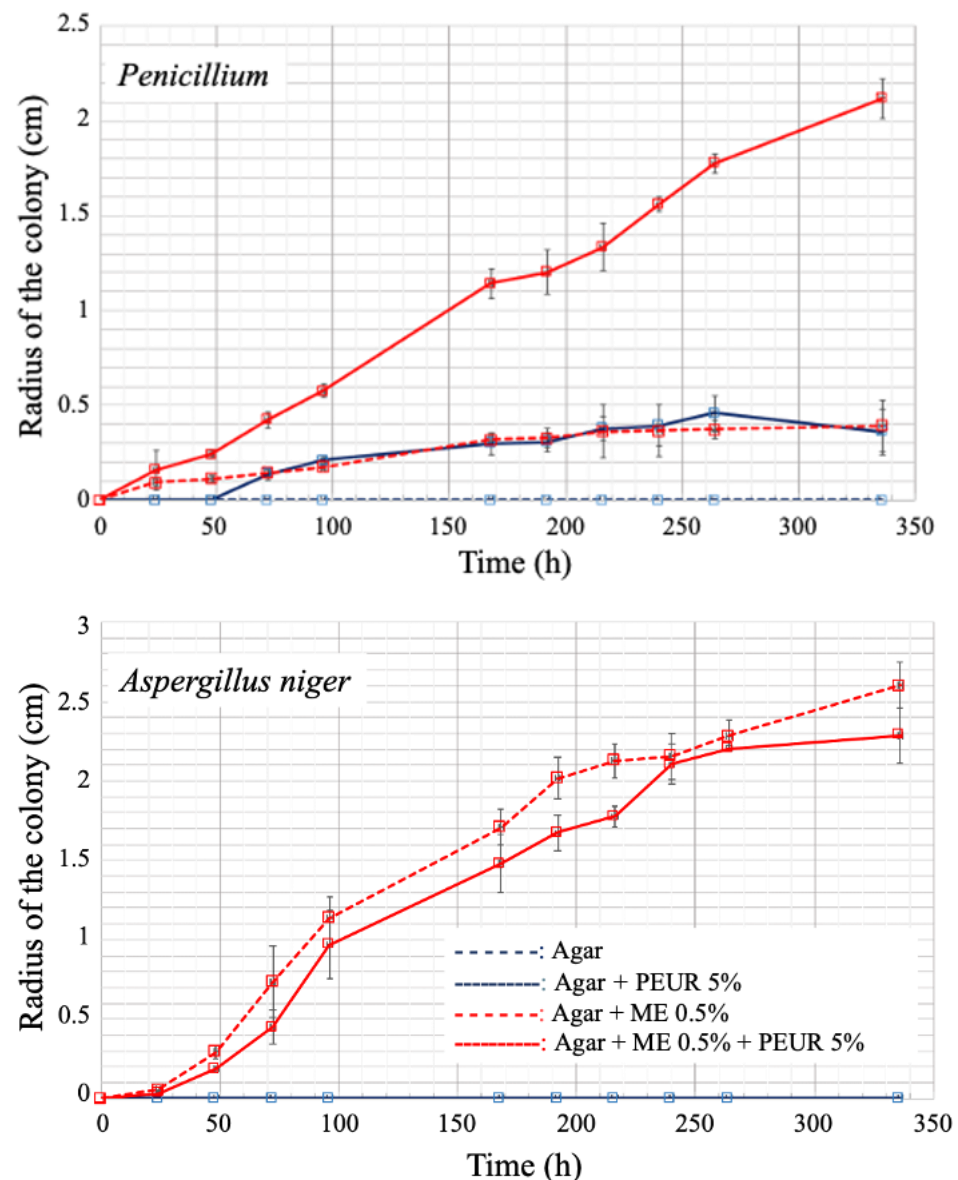 2.5
Penicillium
2
1.5
1
0.5
0
Radius of the colony (cm)
0 50 100 150 200 250 300 350
Time (h)
3
Aspergillus niger
2.5
2
1.5
1
0.5
0
Radius of the colony (cm)
Agar
Agar + PEUR 5%
Agar + ME 0.5%
Agar + ME 0.5% + PEUR 5%
0 50 100 150 200 250 300 350
Time (h)